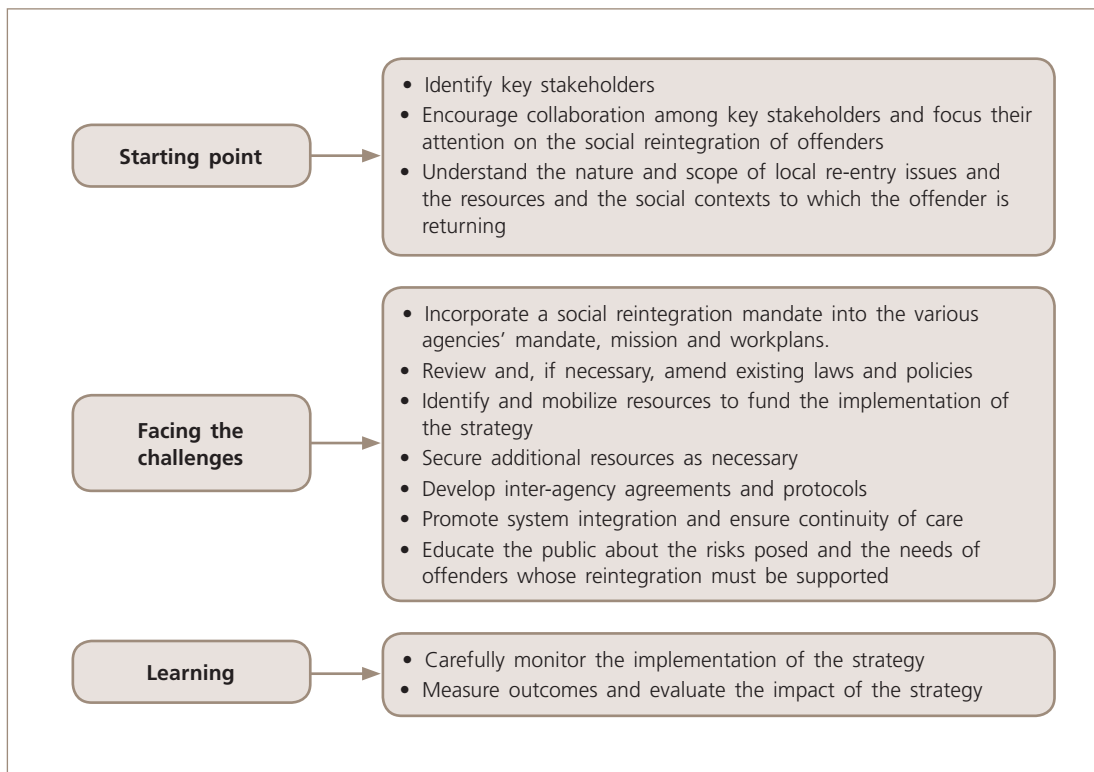 Starting point
• Identify key stakeholders
• Encourage collaboration among key stakeholders and focus their
attention on the social reintegration of offenders
• Understand the nature and scope of local re-entry issues and
the resources and the social contexts to which the offender is
returning
Facing the
challenges
• Incorporate a social reintegration mandate into the various
agencies’ mandate, mission and workplans.
• Review and, if necessary, amend existing laws and policies
• Identify and mobilize resources to fund the implementation of
the strategy
• Secure additional resources as necessary
• Develop inter-agency agreements and protocols
• Promote system integration and ensure continuity of care
• Educate the public about the risks posed and the needs of
offenders whose reintegration must be supported
Learning
• Carefully monitor the implementation of the strategy
• Measure outcomes and evaluate the impact of the strategy